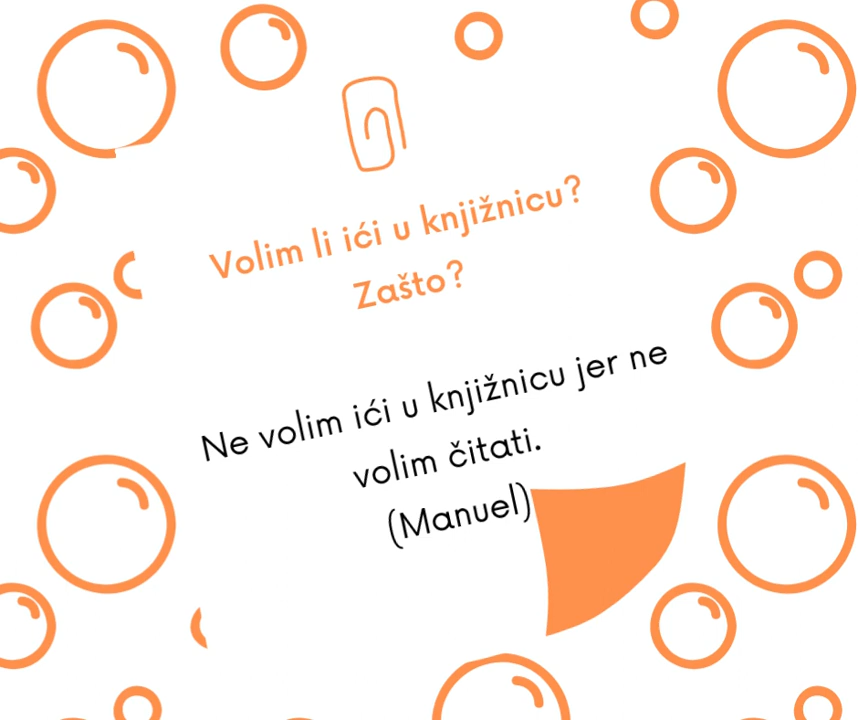 Volim li ići u knjižnicu?
Zašto?
Ne volim ići u knjižnicu jer ne
volim čitati.
(Manuel)